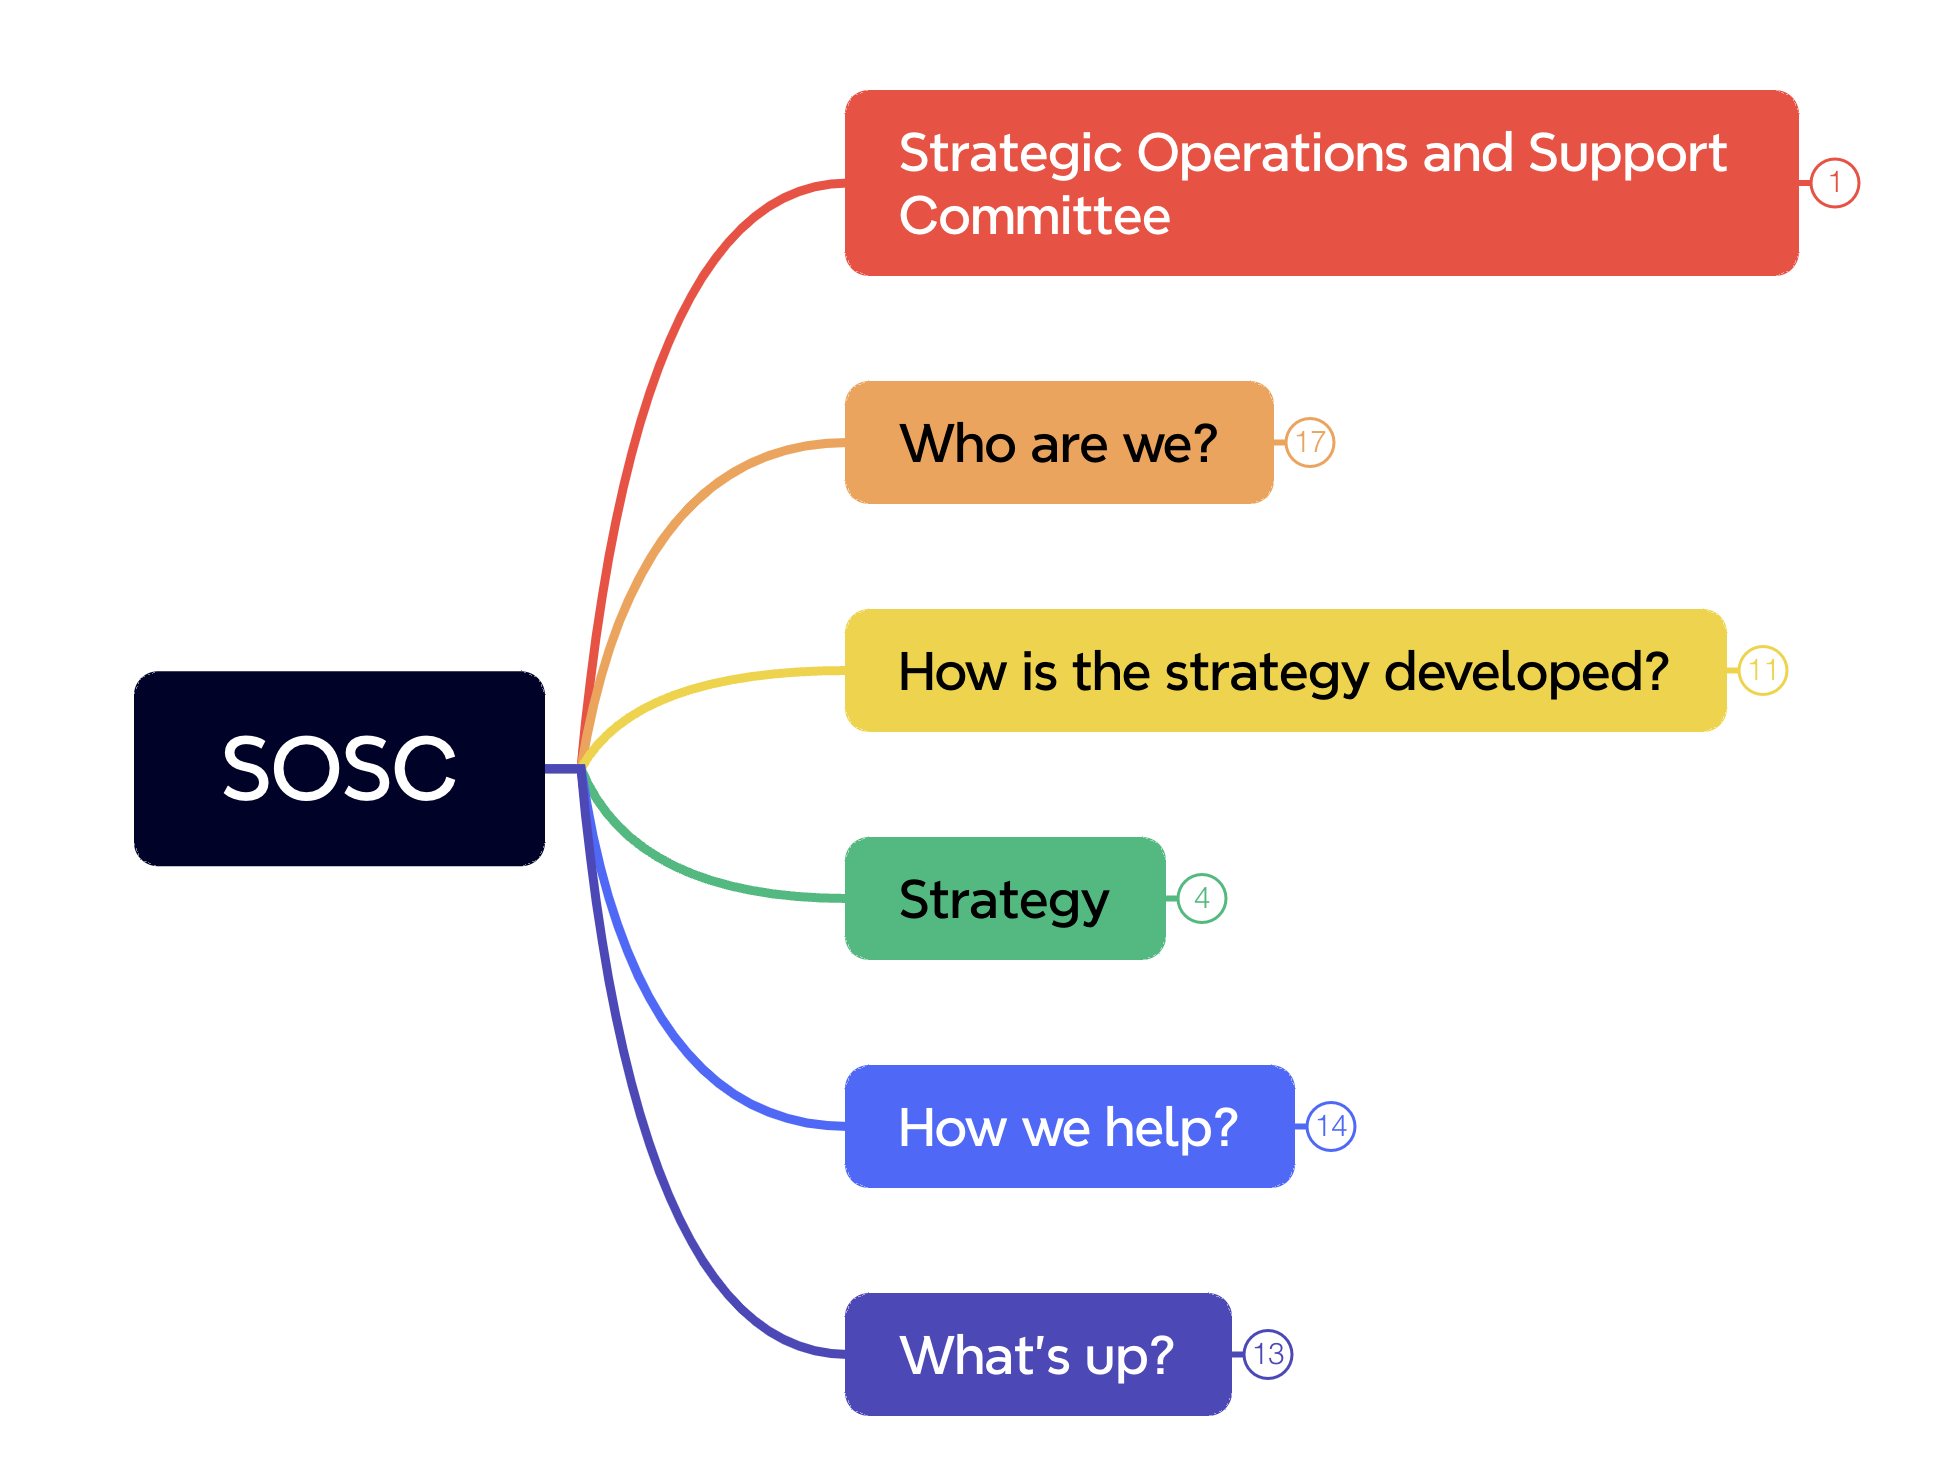 Strategic Operations and Support
Committee
1
Who are we?
17
How is the strategy developed?
11
SOSC
Strategy
4
How we help?
14
What's up?
13